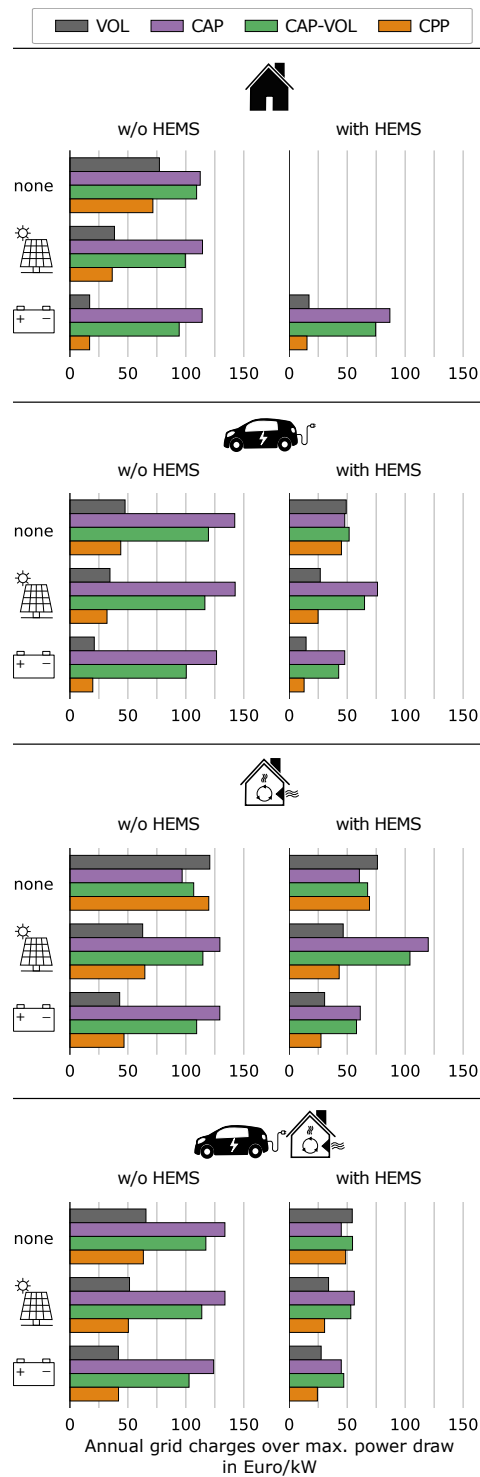 VOL CAP CAP-VOL CPP
w/o HEMS with HEMS
none
+ −
0 50 100 150 0 50 100 150
w/o HEMS with HEMS
none
+ −
0 50 100 150 0 50 100 150
w/o HEMS with HEMS
none
+ −
0 50 100 150 0 50 100 150
w/o HEMS with HEMS
none
+ −
0 50 100 150 0 50 100 150
Annual grid charges over max. power draw
in Euro/kW